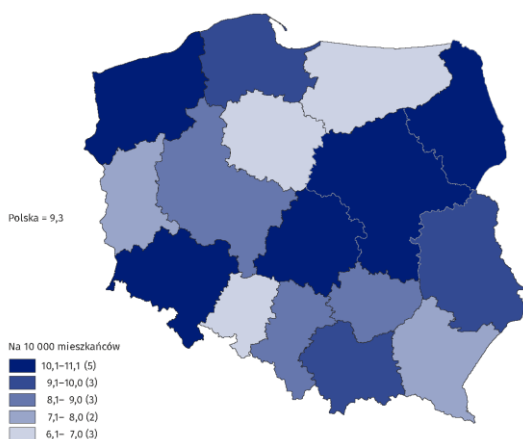 Polska = 9,3
Na 10 000 mieszkańców
10,1–11,1 (5)
9,1–10,0 (3)
8,1– 9,0 (3)
7,1– 8,0 (2)
6,1– 7,0 (3)